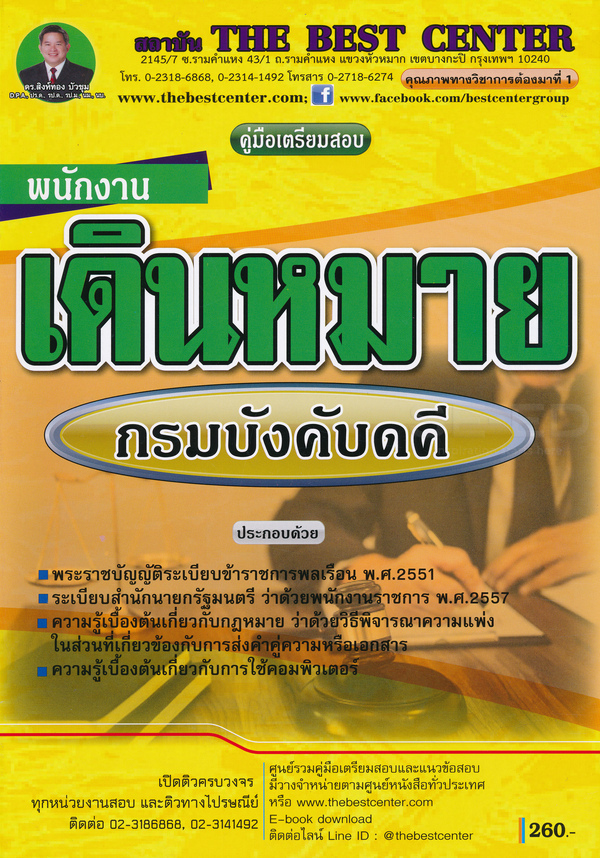 สถาบัน THE BEST CENTER
2145/7 ซ.รามคำแหง 43/1 ถ.รามคำแหง แขวงหัวหมาก เขตบางกะปิ กรุงเทพฯ 10240
โทร. 0-2318-6868, 0-2314-1492 โทรสาร 0-2718-6274
คุณภาพทางวิชาการต้องมาที่ 1
www.thebestcenter.com; f www.facebook.com/bestcentergroup
ดร.สิงห์ทอง บัวชุม
คู่มือเตรียมสอบ
พนักงาน
เดินหมาย
กรมบังคับดคี
ประกอบด้วย
พระราชบัญญัติระเบียบข้าราชการพลเรือน พ.ศ.2551
ระเบียบสำนักนายกรัฐมนตรี ว่าด้วยพนักงานราชการ พ.ศ.2557
ความรู้เบื้องต้นเกี่ยวกับกฎหมาย ว่าด้วยวิธีพิจารณาความแพ่ง
ในส่วนที่เกี่ยวข้องกับการส่งคำคู่ความหรือเอกสาร
ความรู้เบื้องต้นเกี่ยวกับการใช้คอมพิวเตอร์
เปิดติวครบวงจร
ทุกหน่วยงานสอบ และติวทางไปรษณีย์
ติดต่อ 02-3186868, 02-3141492
ศูนย์รวมคู่มือเตรียมสอบและแนวข้อสอบ
มีวางจำหน่ายตามศูนย์หนังสือทั่วประเทศ
หรือ www.thebestcenter.com
E-book download
ติดต่อไลน์ Line ID : @thebestcenter
260.-